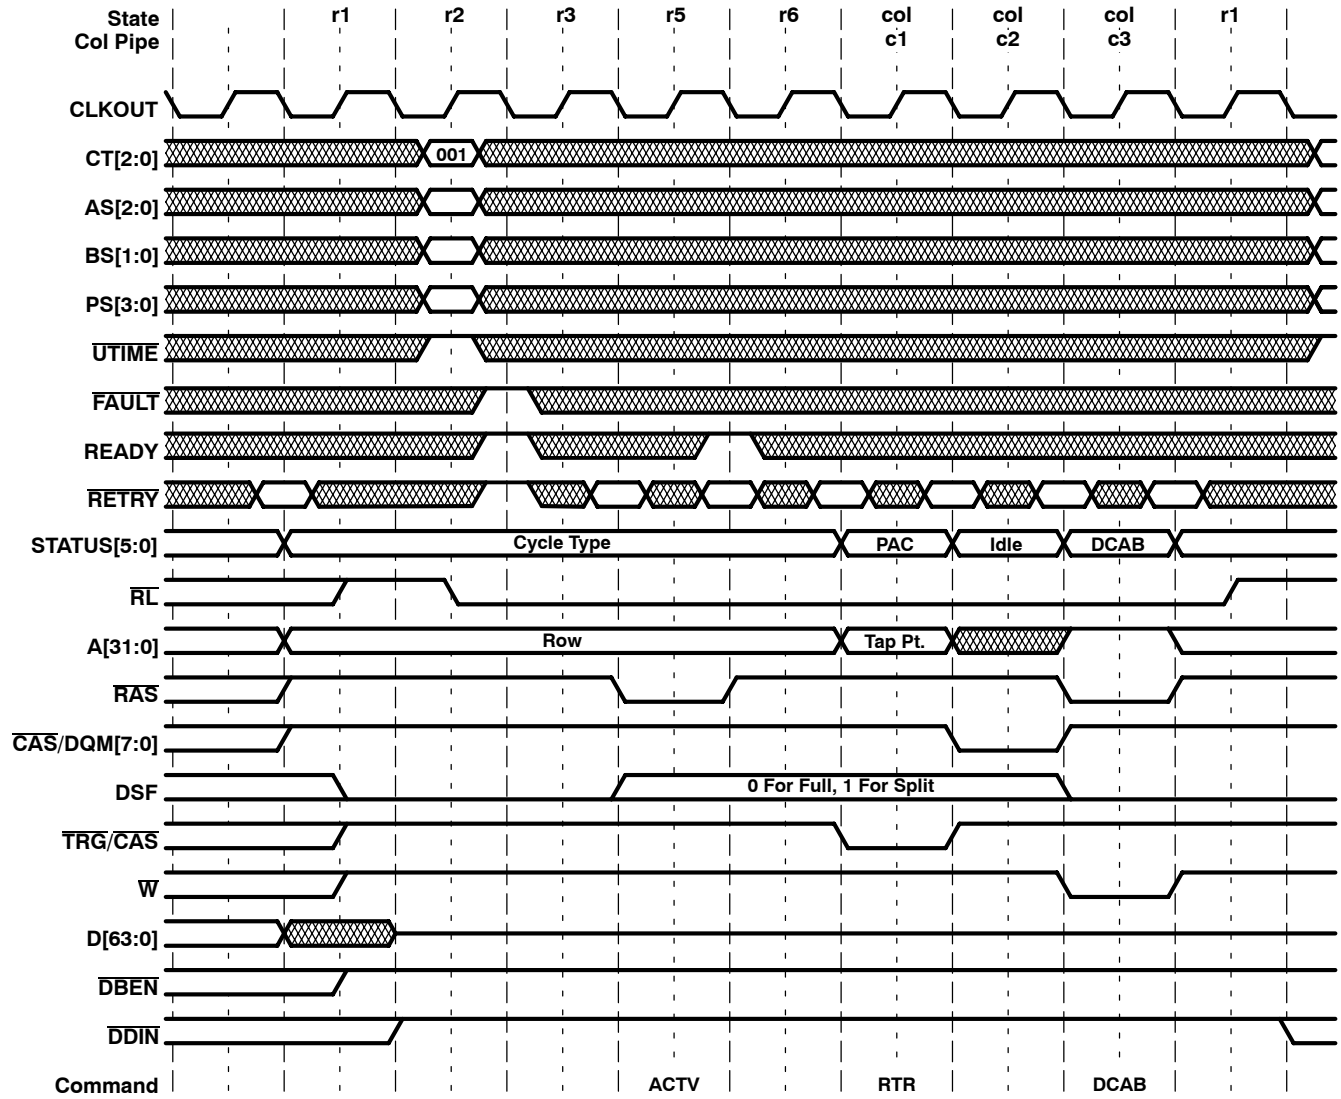 State r1 r2 r3 r5 r6 col col col r1
Col Pipe c1 c2 c3
CLKOUT
CT[2:0] 001
AS[2:0]
BS[1:0]
PS[3:0]
UTIME
FAULT
READY
RETRY
STATUS[5:0] Cycle Type PAC Idle DCAB
RL
A[31:0] Row Tap Pt.
RAS
CAS/DQM[7:0]
DSF 0 For Full, 1 For Split
TRG/CAS
W
D[63:0]
DBEN
DDIN
Command ACTV RTR DCAB